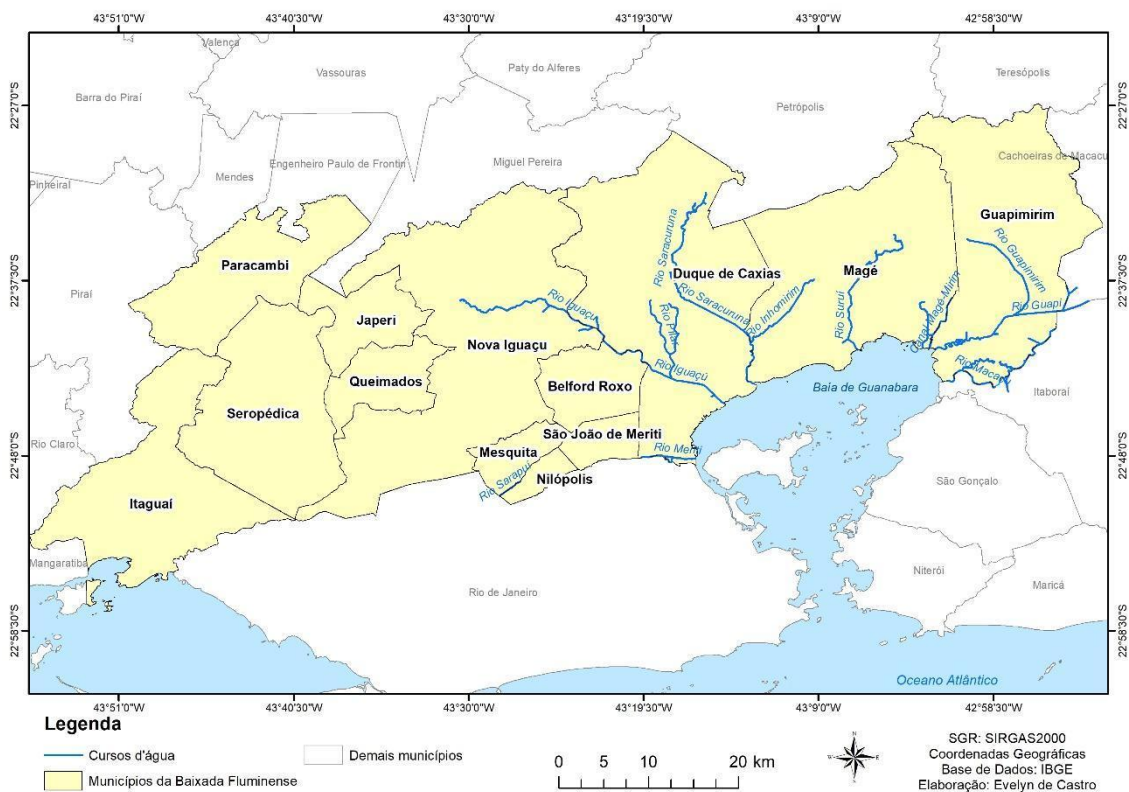 43°51'0"W 43°40'30"W 43°30'0"W 43°19'30"W 43°9'0"W 42°58'30"W
Valença
Vassouras
Paty do Alferes
Teresópolis
Barra do Piraí
22°27'0"S
22°27'0"S
Petrópolis
Engenheiro Paulo de Frontin
Miguel Pereira
Cachoeiras de Macacu
Mendes
Pinheiral
Guapimirim
Rio Saracuruna
Rio Guapimirim
Paracambi
Duque de Caxias
Magé
22°37'30"S
22°37'30"S
Piraí
Rio Iguaçu
Rio Saracuruna
Rio Inhomirim
Rio Suruí
Rio Guapi
Japeri
Rio Pilar
Nova Iguaçu
Queimados
Rio Iguaçú
Belford Roxo
Baia de Guanabara
Itaboraí
Seropédica
São João de Meriti
Rio Claro
22°48'0"S
22°48'0"S
Mesquita
Rio Meriti
Rio Sarapuí
Nilópolis
São Gonçalo
Itaguaí
Mangaratiba
Rio de Janeiro
Niterói
Maricá
22°58'30"S
22°58'30"S
Oceano Atlântico
43°51'0"W 43°40'30"W 43°30'0"W 43°19'30"W 43°9'0"W 42°58'30"W
Legenda
Cursos d'água
Demais municípios
Municípios da Baixada Fluminense
0 5 10 20 km
SGR: SIRGAS2000
Coordenadas Geográficas
Base de Dados: IBGE
Elaboração: Evelyn de Castro